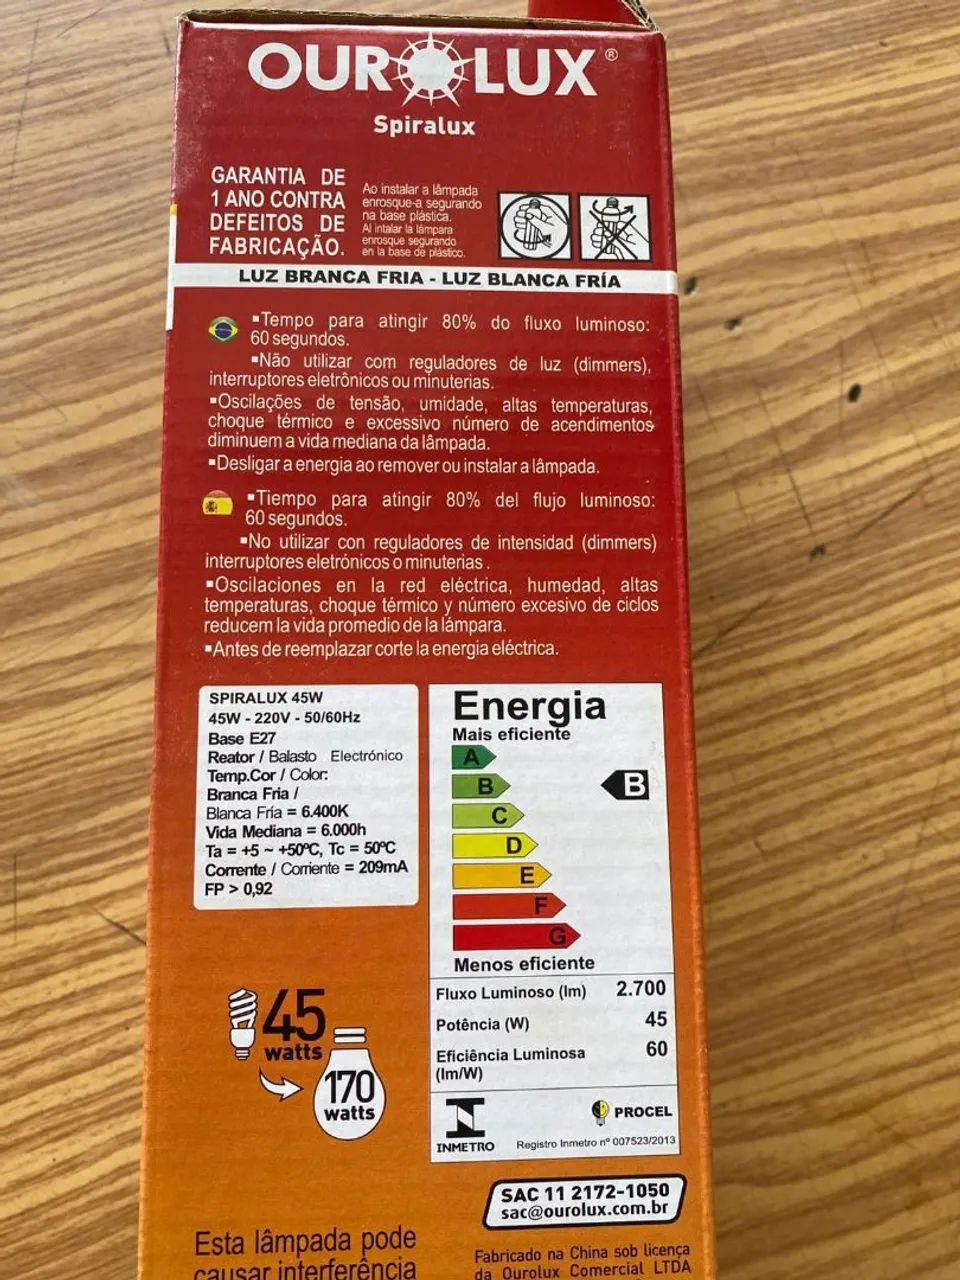 OUROLUX®
Spiralux
GARANTIA DE
1 ANO CONTRA
DEFEITOS DE
FABRICAÇÃO.
Ao instalar a lâmpada
enrosque-a segurando
na base plástica.
Al intalar la lámpara
enrosque segurando
en la base de plástico.
LUZ BRANCA FRIA - LUZ BLANCA FRÍA
▪Tempo para atingir 80% do fluxo luminoso:
60 segundos.
▪Não utilizar com reguladores de luz (dimmers),
interruptores eletrônicos ou minuterias.
▪Oscilações de tensão, umidade, altas temperaturas,
choque térmico e excessivo número de acendimentos
diminuem a vida mediana da lâmpada.
▪Desligar a energia ao remover ou instalar a lâmpada.
▪Tiempo para atingir 80% del flujo luminoso:
60 segundos.
▪No utilizar con reguladores de intensidad (dimmers)
interruptores eletrônicos o minuterias .
▪Oscilaciones en la red eléctrica, humedad, altas
temperaturas, choque térmico y número excesivo de ciclos
reducem la vida promedio de la lámpara.
▪Antes de reemplazar corte la energia eléctrica.
SPIRALUX 45W
45W - 220V - 50/60Hz
Base E27
Reator / Balasto Electrónico
Temp.Cor / Color:
Branca Fria /
Blanca Fría = 6.400K
Vida Mediana = 6.000h
Ta = +5 ~ +50ºC, Tc = 50ºC
Corrente / Corriente = 209mA
FP > 0,92
Energia
Mais eficiente
A
B
B
C
D
E
F
G
Menos eficiente
Fluxo Luminoso (lm) 2.700
Potência (W) 45
Eficiência Luminosa 60
(lm/W)
INMETRO
PROCEL
Registro Inmetro nº 007523/2013
45
watts
170
watts
SAC 11 2172-1050
sac@ourolux.com.br
Esta lâmpada pode
causar interferência
Fabricado na China sob licença
da Ourolux Comercial LTDA